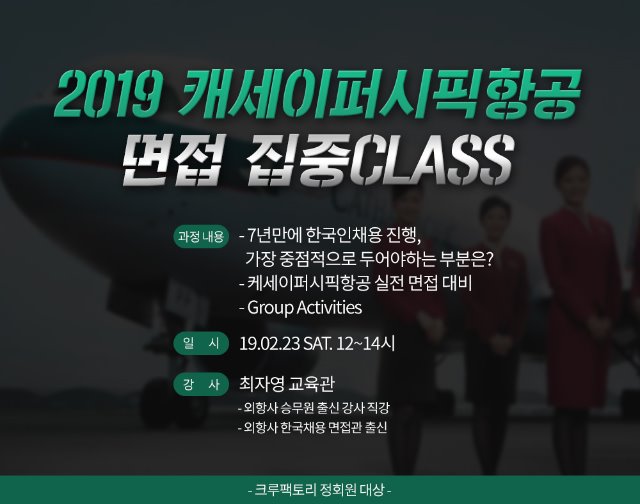 2019 캐세이퍼시픽항공
면접 집중CLASS
과정 내용
- 7년만에 한국인채용 진행,
가장 중점적으로 두어야하는 부분은?
- 케세이퍼시픽항공 실전 면접 대비
- Group Activities
일 시
19.02.23 SAT. 12~14시
강 사
최자영 교육관
- 외항사 승무원 출신 강사 직강
- 외항사 한국채용 면접관 출신
- 크루팩토리 정회원 대상 -